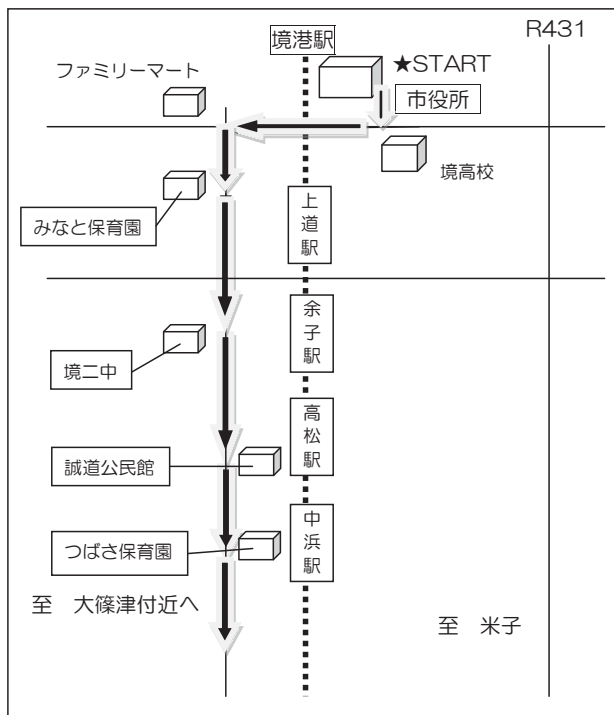 R431
境港駅
★START
ファミリーマート
市役所
境高校
みなと保育園
上道駅
余子駅
境二中
高松駅
誠道公民館
中浜駅
つばさ保育園
至 大篠津付近へ
至 米子